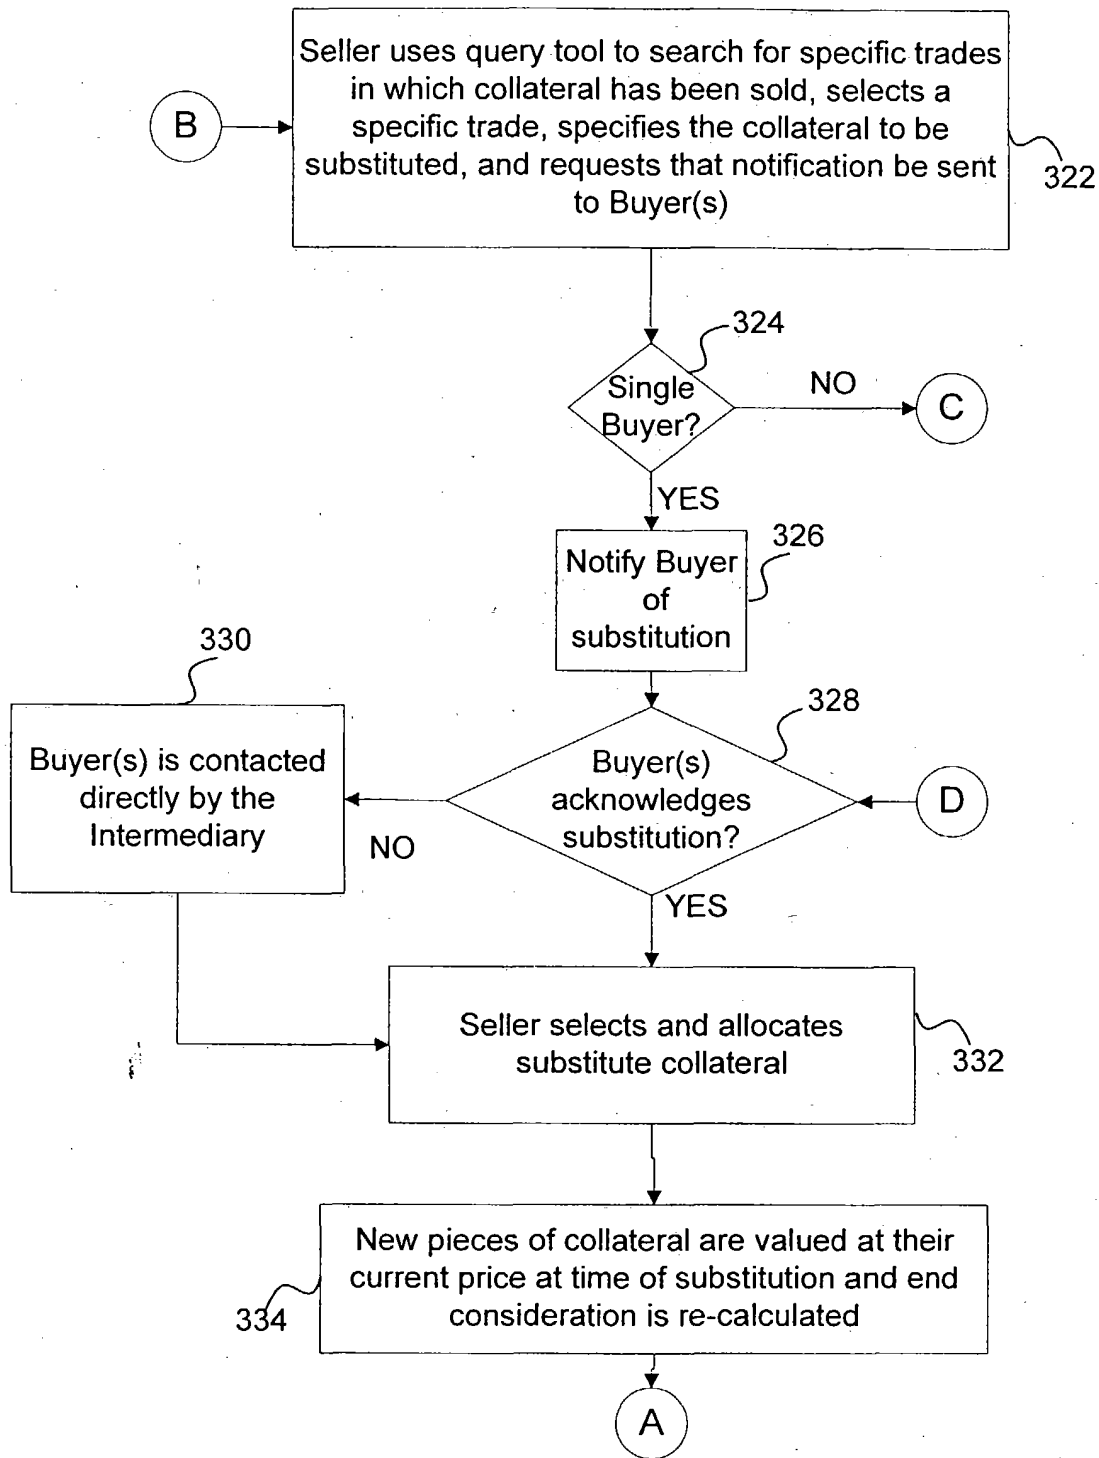 Seller uses query tool to search for specific trades
in which collateral has been sold, selects a
specific trade, specifies the collateral to be
substituted, and requests that notification be sent
to Buyer(s)
B
322
324
Single
Buyer?
NO
C
YES
326
Notify Buyer
of
substitution
330
328
Buyer(s) is contacted
directly by the
Intermediary
Buyer(s)
acknowledges
substitution?
D
NO
YES
Seller selects and allocates
substitute collateral
332
New pieces of collateral are valued at their
current price at time of substitution and end
consideration is re-calculated
334
A